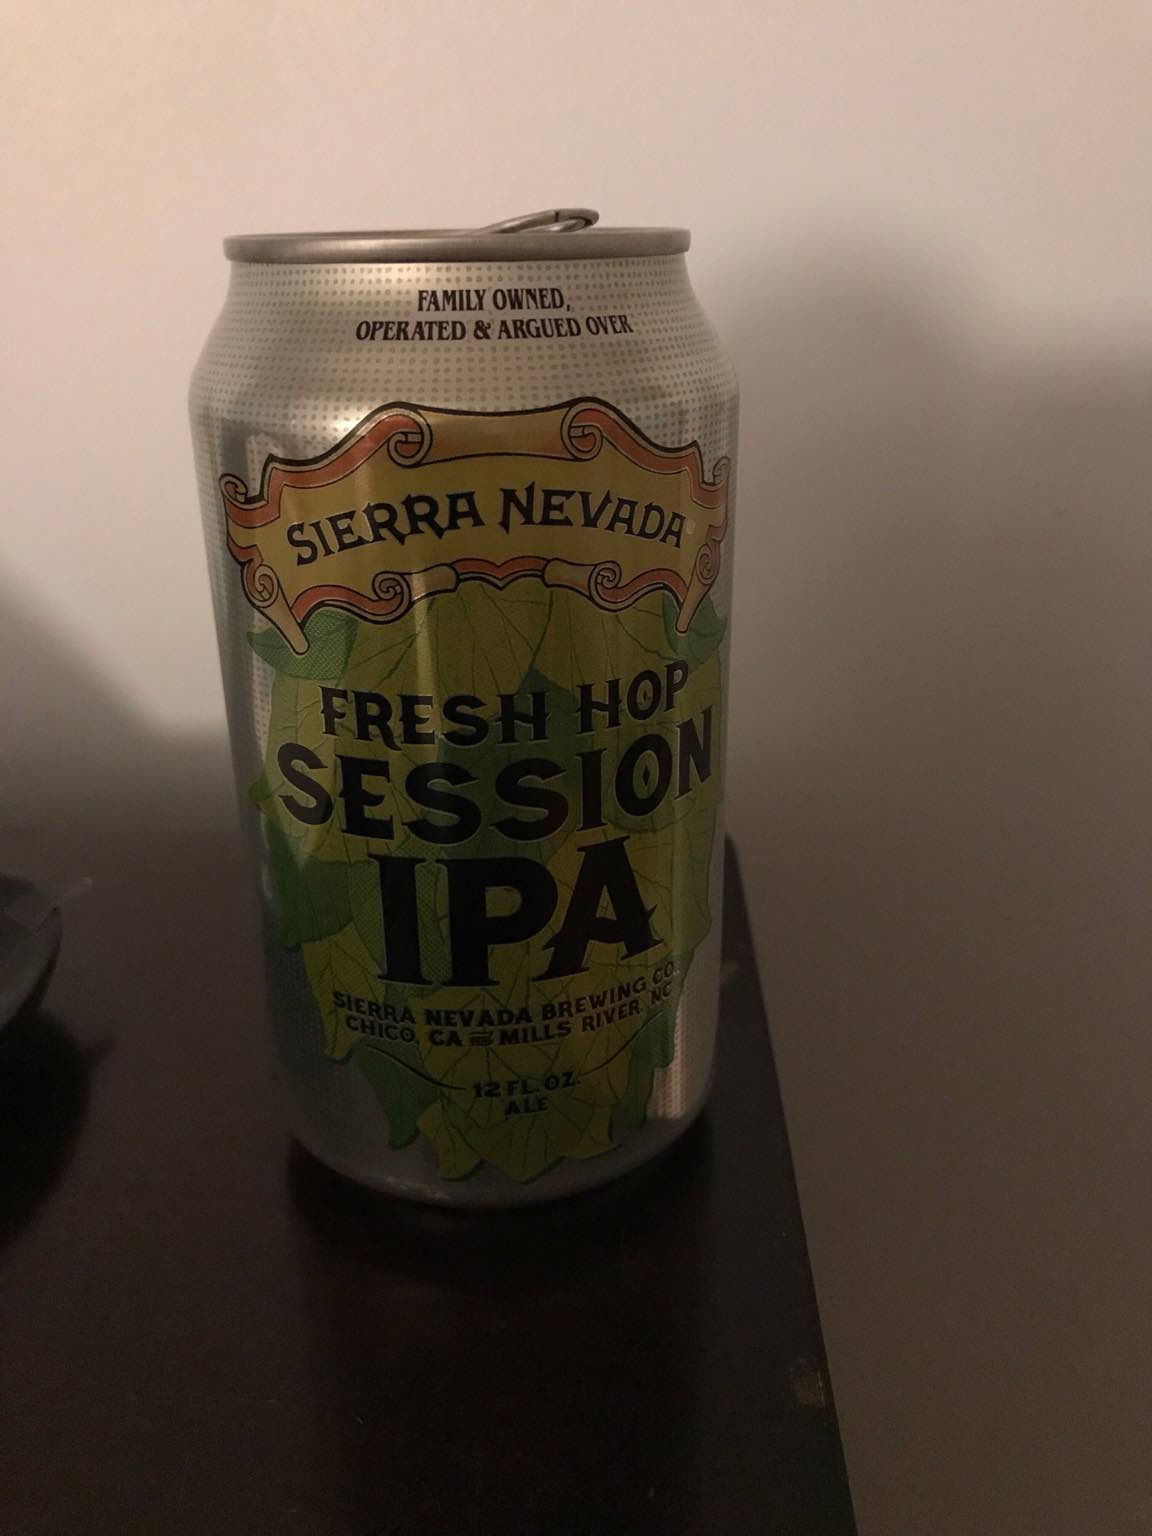 FAMILY OWNED,
OPERATED & ARGUED OVER
SIERRA NEVADA®
FRESH HOP
SESSION
IPA
SIERRA NEVADA BREWING CO.
CHICO, CA AND MILLS RIVER, NC
12 FL. OZ.
ALE